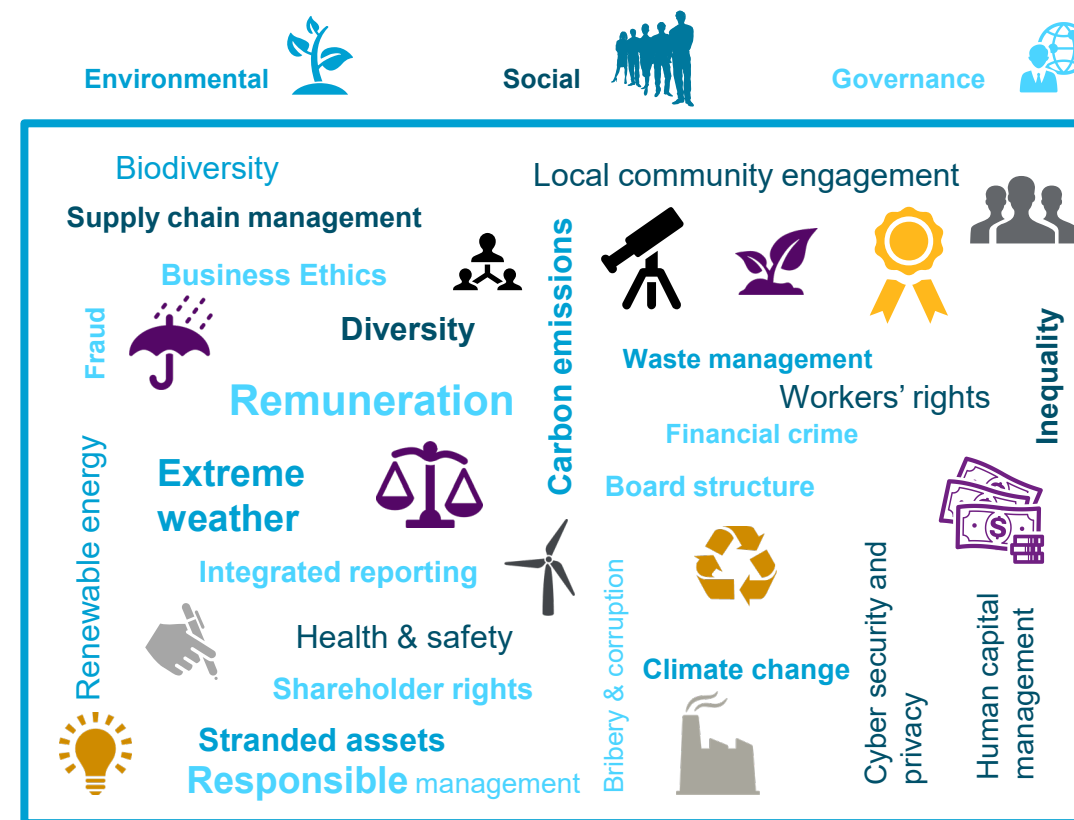 Environmental
Social
Governance
Biodiversity
Local community engagement
Supply chain management
Business Ethics
Carbon emissions
Fraud
Diversity
Inequality
Waste management
Remuneration
Workers' rights
Financial crime
Renewable energy
Extreme
weather
Board structure
Integrated reporting
Bribery & corruption
Cyber security and
privacy
Human capital
management
Health & safety
Climate change
Shareholder rights
Stranded assets
Responsible management